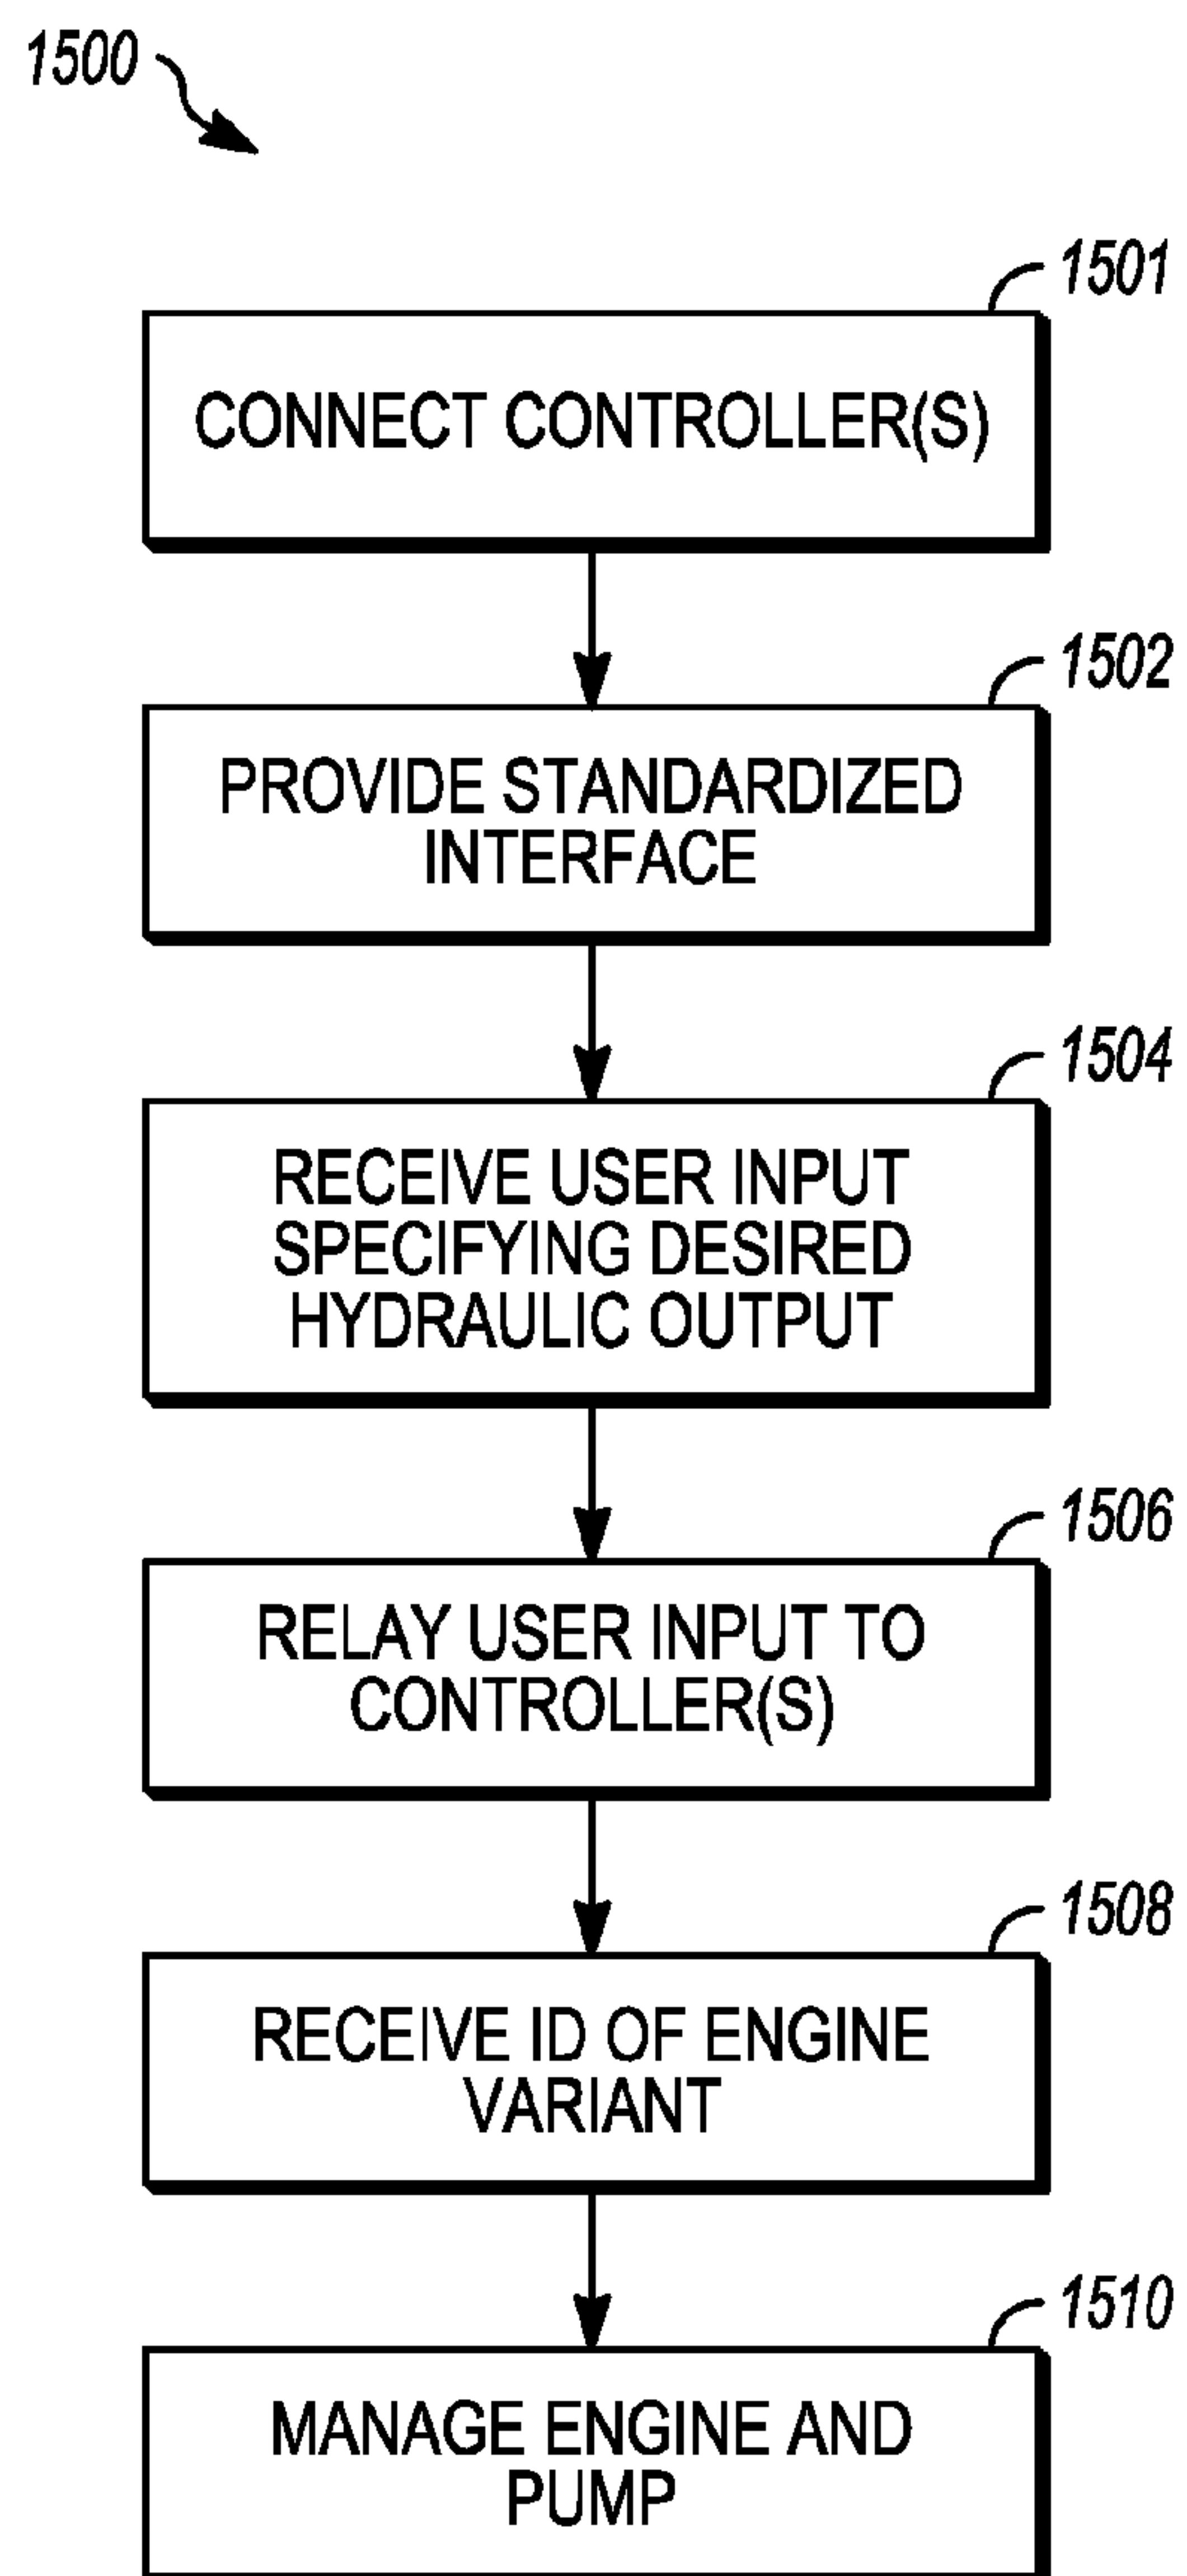 1500
1501
CONNECT CONTROLLER(S)
1502
PROVIDE STANDARDIZED
INTERFACE
1504
RECEIVE USER INPUT
SPECIFYING DESIRED
HYDRAULIC OUTPUT
1506
RELAY USER INPUT TO
CONTROLLER(S)
1508
RECEIVE ID OF ENGINE
VARIANT
1510
MANAGE ENGINE AND
PUMP